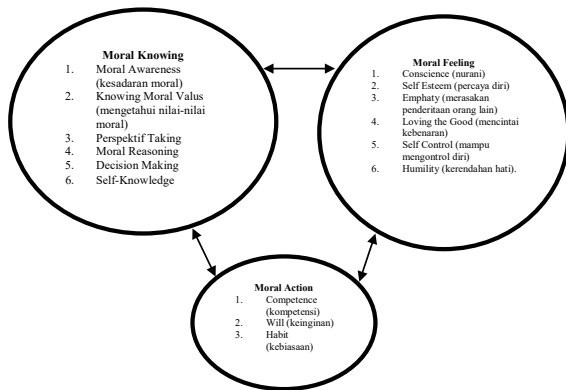 Moral Knowing
1. Moral Awareness
(kesadaran moral)
2. Knowing Moral Valus
(mengetahui nilai-nilai
moral)
3. Perspektif Taking
4. Moral Reasoning
5. Decision Making
6. Self-Knowledge
Moral Feeling
1. Conscience (nurani)
2. Self Esteem (percaya diri)
3. Emphaty (merasakan
penderitaan orang lain)
4. Loving the Good (mencintai
kebenaran)
5. Self Control (mampu
mengontrol diri)
6. Humility (kerendahan hati).
Moral Action
1. Competence
(kompetensi)
2. Will (keinginan)
3. Habit
(kebiasaan)